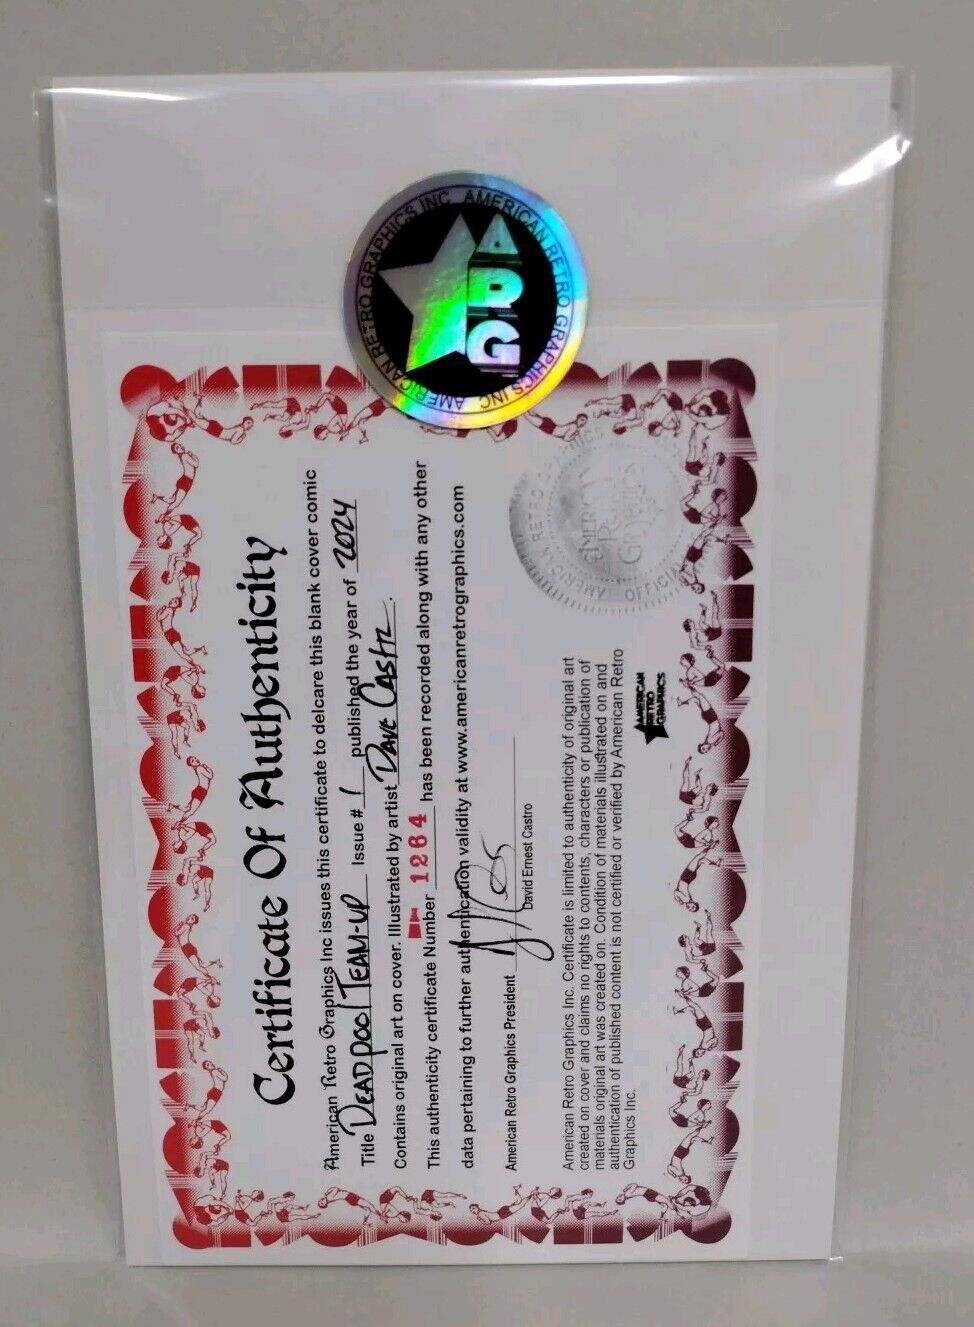 AMERICAN RETRO GRAPHICS INC. AMERICAN RETRO GRAPHICS INC.
ARG
Certificate Of Authenticity
American Retro Graphics Inc issues this certificate to delcare this blank cover comic
Title DEADPOOL TEAM-UP Issue # 1 published the year of 2024
Contains original art on cover. Illustrated by artist DAVE CASTR.
This authenticity certificate Number 1264 has been recorded along with any other
data pertaining to further authentication validity at www.americanretrographics.com
American Retro Graphics President
David Ernest Castro
AMERICAN RETRO GRAPHICS
AMERICAN RETRO
OFFICI
AMERICAN
RETRO
GRAPHICS
American Retro Graphics Inc. Certificate is limited to authenticity of original art
created on cover and claims no rights to contents, characters or publication of
materials original art was created on. Condition of materials illustrated on and
authentication of published content is not certified or verified by American Retro
Graphics Inc.